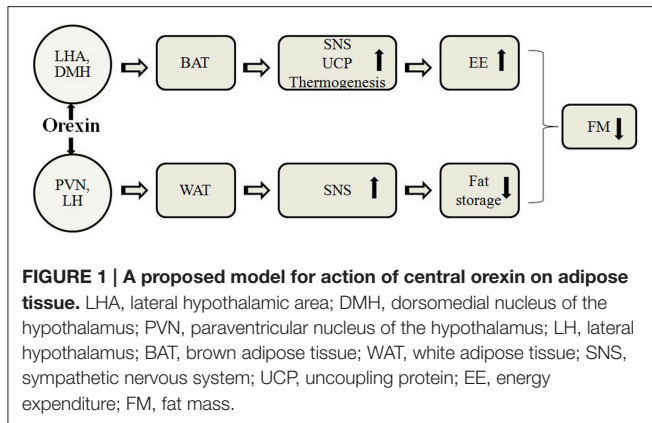 LHA,
DMH
BAT
SNS
UCP
Thermogenesis
EE
Orexin
FM
PVN,
LH
WAT
SNS
Fat
storage
FIGURE 1 | A proposed model for action of central orexin on adipose
tissue. LHA, lateral hypothalamic area; DMH, dorsomedial nucleus of the
hypothalamus; PVN, paraventricular nucleus of the hypothalamus; LH, lateral
hypothalamus; BAT, brown adipose tissue; WAT, white adipose tissue; SNS,
sympathetic nervous system; UCP, uncoupling protein; EE, energy
expenditure; FM, fat mass.